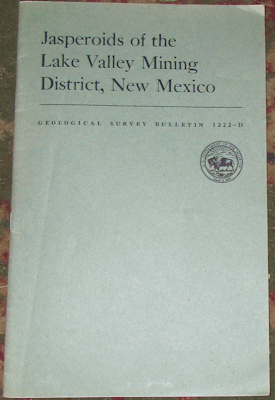 Jasperoids of the
Lake Valley Mining
District, New Mexico
GEOLOGICAL SURVEY BULLETIN 1222-D